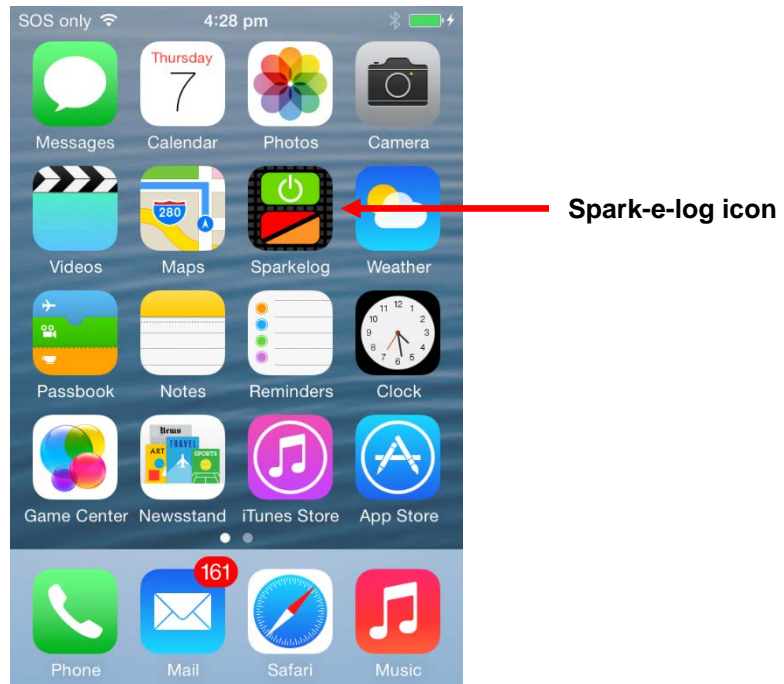 SOS only 4:28 pm
Thursday
7
Messages Calendar Photos Camera
280
Videos Maps Sparkelog Weather
Spark-e-log icon
11 12 1
10 2
9 3
8 4
7 6 5
Passbook Notes Reminders Clock
News
ART TRAVEL SPORTS
Game Center Newsstand iTunes Store App Store
161
Phone Mail Safari Music